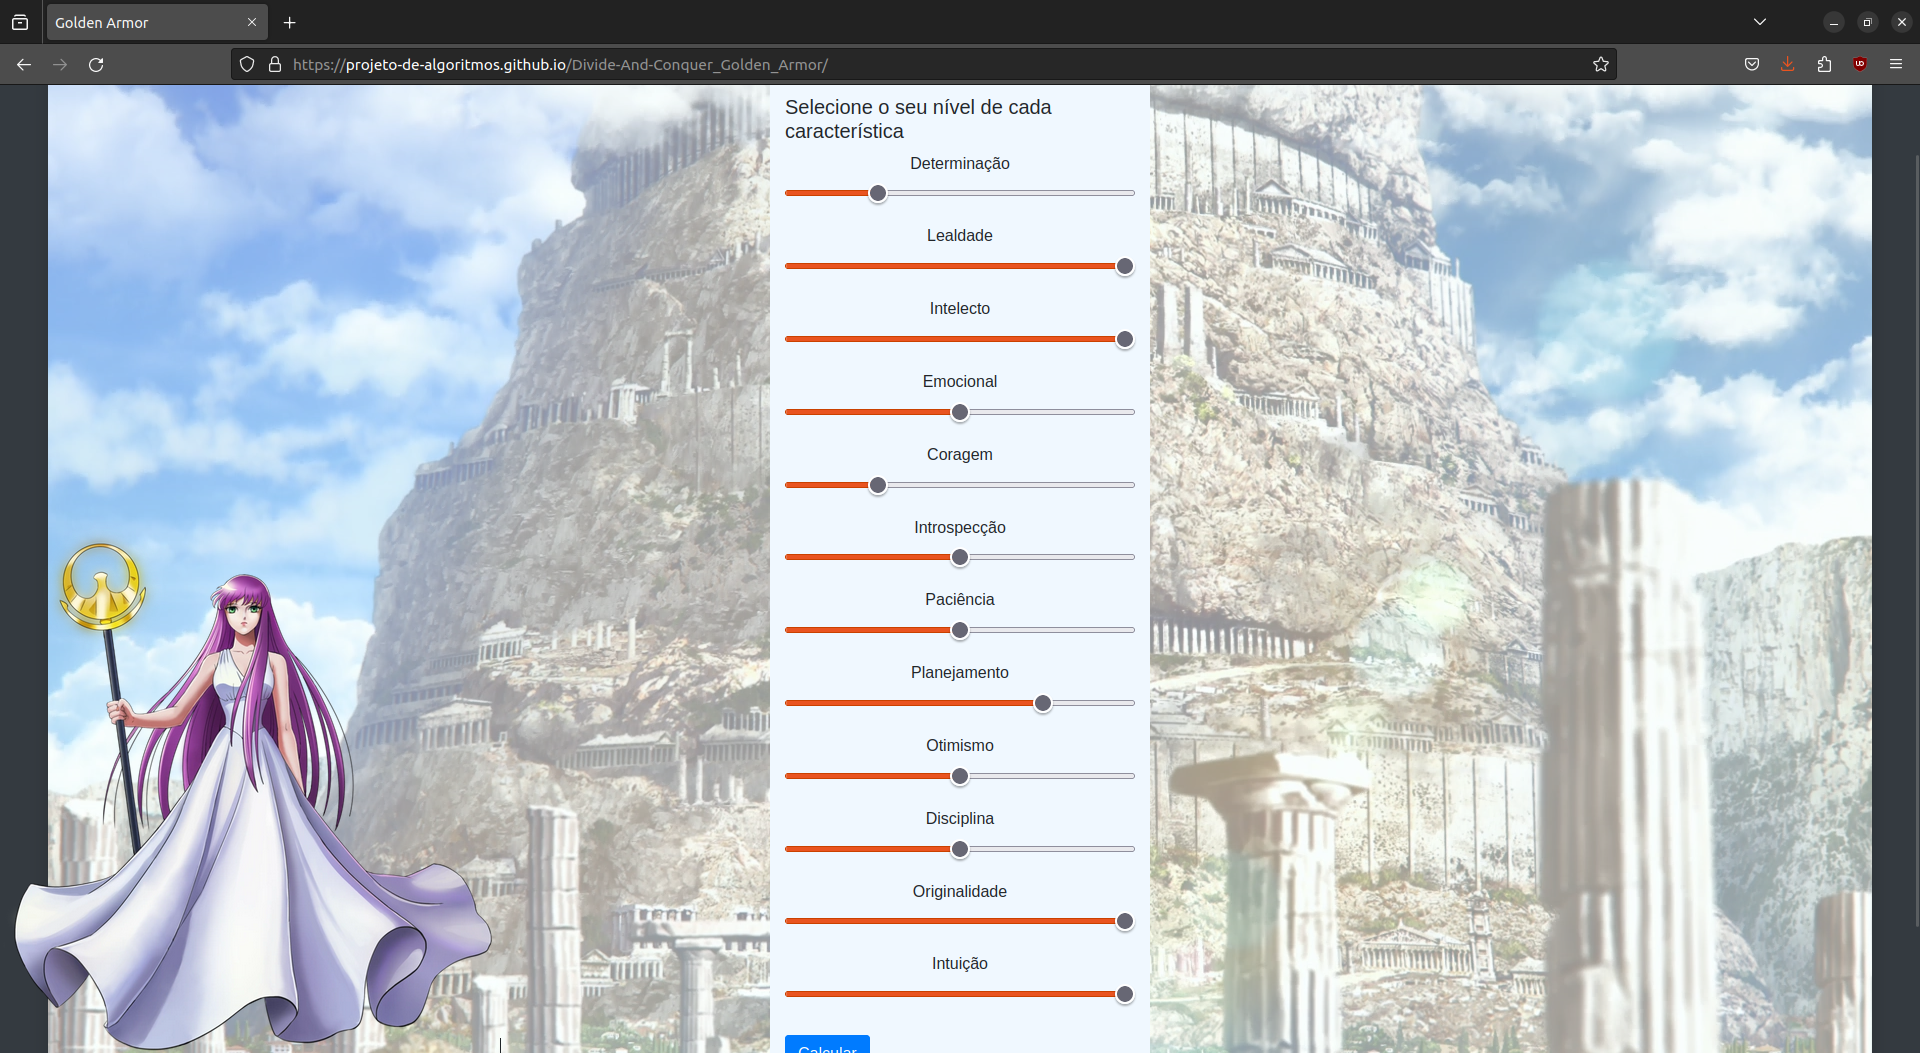 Golden Armor
https://projeto-de-algoritmos.github.io/Divide-And-Conquer_Golden_Armor/
Selecione o seu nível de cada
característica
Determinação
Lealdade
Intelecto
Emocional
Coragem
Introspecção
Paciência
Planejamento
Otimismo
Disciplina
Originalidade
Intuição
Calcular